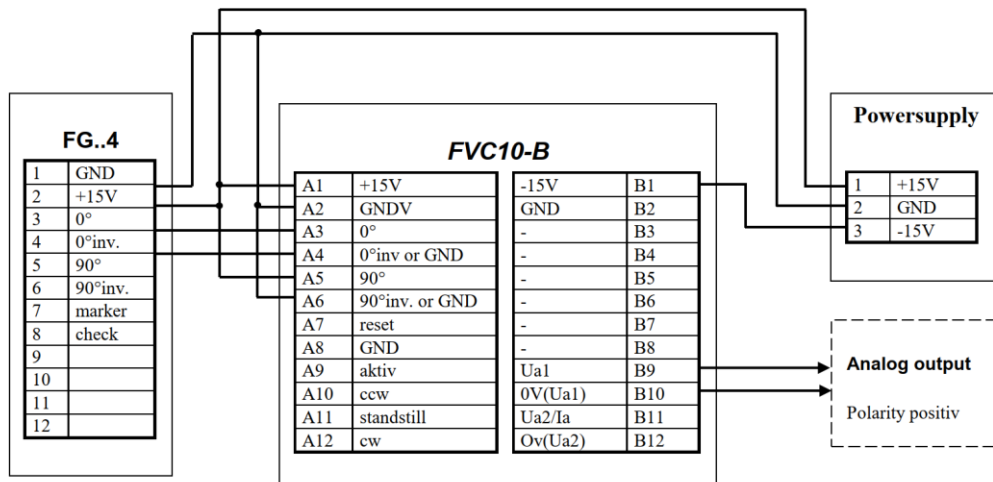 FG..4
1 GND
2 +15V
3 0°
4 0°inv.
5 90°
6 90°inv.
7 marker
8 check
9
10
11
12
FVC10-B
A1 +15V -15V B1
A2 GNDV GND B2
A3 0° - B3
A4 0°inv or GND - B4
A5 90° - B5
A6 90°inv. or GND - B6
A7 reset - B7
A8 GND - B8
A9 aktiv Ua1 B9
A10 ccw 0V(Ua1) B10
A11 standstill Ua2/Ia B11
A12 cw Ov(Ua2) B12
Powersupply
1 +15V
2 GND
3 -15V
Analog output
Polarity positiv